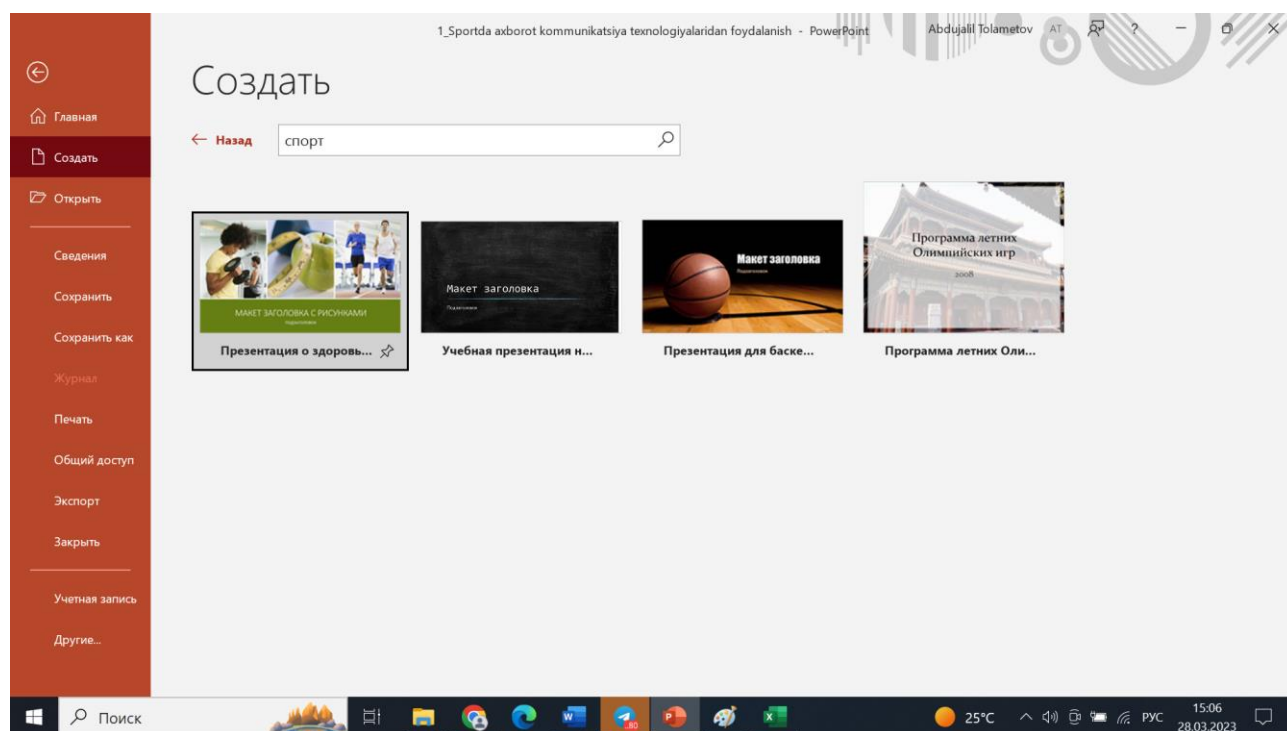 1_Sportda axborot kommunikatsiya texnologiyalaridan foydalanish - PowerPoint
Abdujalil Tolametov
AT
?
Создать
Главная
Создать
Открыть
Сведения
Сохранить
Сохранить как
Журнал
Печать
Общий доступ
Экспорт
Закрыть
Учетная запись
Другие...
← Назад
спорт
МАКЕТ ЗАГОЛОВКА С РИСУНКАМИ
Презентация о здоровь...
Макет заголовка
Подзаголовок
Учебная презентация н...
Макет заголовка
Подзаголовок
Презентация для баске...
Программа летних
Олимпийских игр
2008
Программа летних Оли...
Поиск
25°C
РУС
15:06
28.03.2023